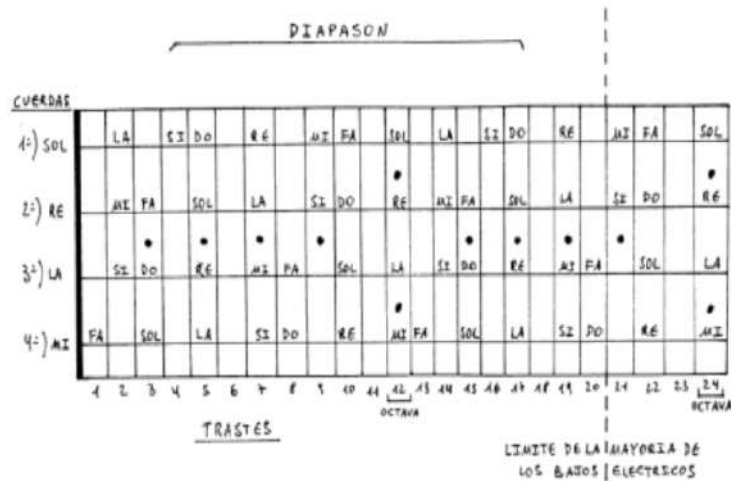 DIAPASON
CUERDAS
1ª) SOL LA SI DO RE MI FA SOL LA SI DO RE MI FA SOL
2ª) RE MI FA SOL LA SI DO RE MI FA SOL LA SI DO RE
3ª) LA SI DO RE MI FA SOL LA SI DO RE MI FA SOL LA
4ª) MI FA SOL LA SI DO RE MI FA SOL LA SI DO RE MI
1 2 3 4 5 6 7 8 9 10 11 12 13 14 15 16 17 18 19 20 21 22 23 24
OCTAVA OCTAVA
TRASTES
LIMITE DE LA MAYORIA DE
LOS BAJOS ELECTRICOS